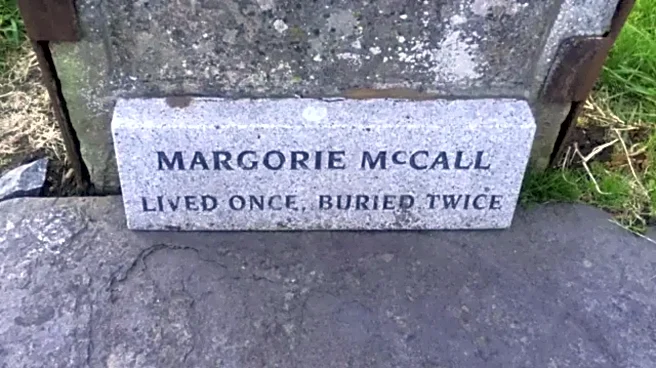 MARGORIE McCALL
LIVED ONCE, BURIED TWICE